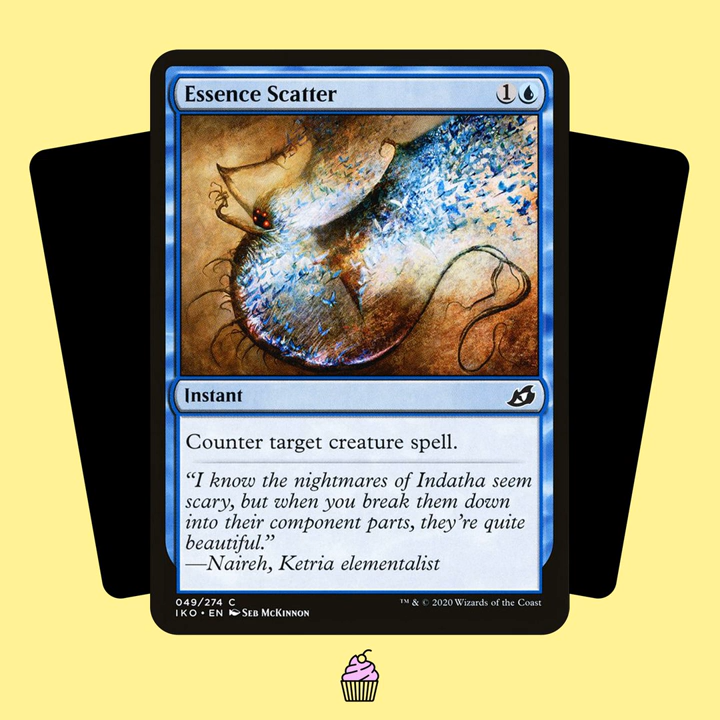 Essence Scatter 1
Instant
Counter target creature spell.
“I know the nightmares of Indatha seem
scary, but when you break them down
into their component parts, they’re quite
beautiful.”
—Naireh, Ketria elementalist
049/274 C
IKO • EN Seb McKinnon
™ & © 2020 Wizards of the Coast